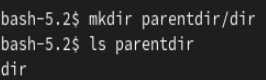 bash-5.2$ mkdir parentdir/dir
bash-5.2$ ls parentdir
dir